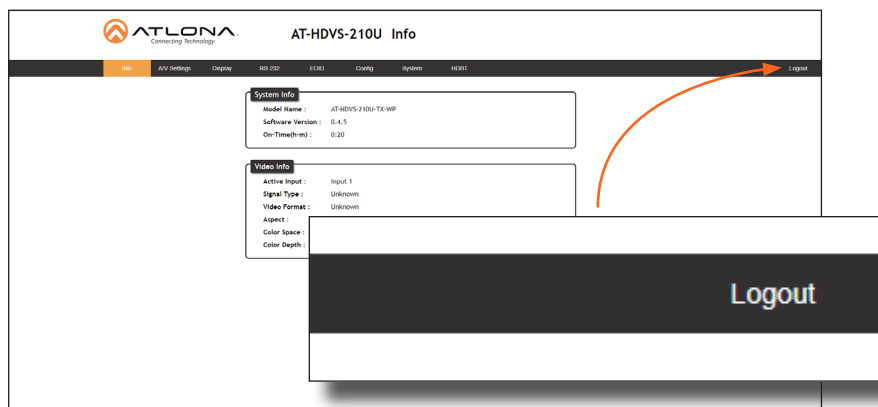 ATLONA.
Connecting Technology
AT-HDVS-210U Info
Info A/V Settings Display RS-232 EDID Config System HDBT Logout
System Info
Model Name : AT-HDVS-210U-TX-WP
Software Version : 0.4.5
On-Time(h-m) : 0:20
Video Info
Active Input : Input 1
Signal Type : Unknown
Video Format : Unknown
Aspect :
Color Space :
Color Depth :
Logout